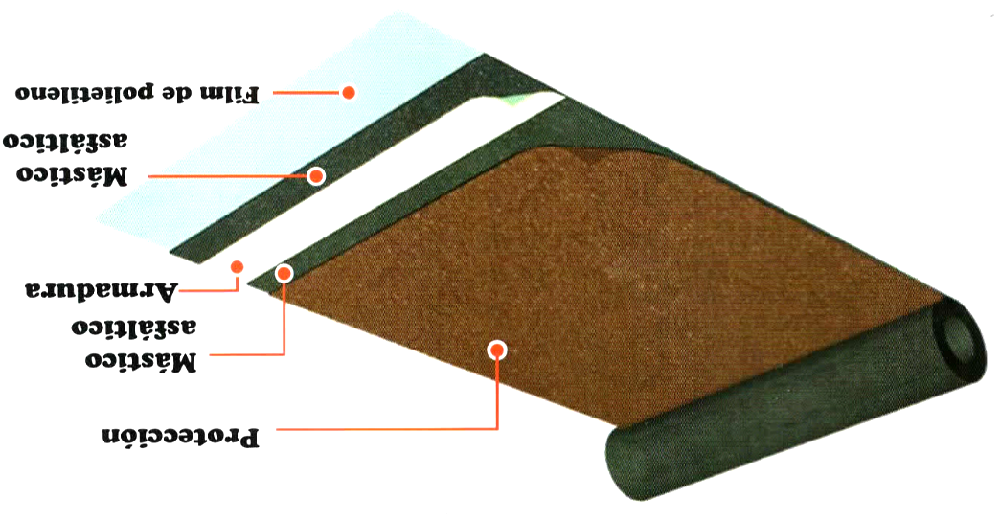 Protección
Mástico
asfáltico
Armadura
Mástico
asfáltico
Film de polietileno